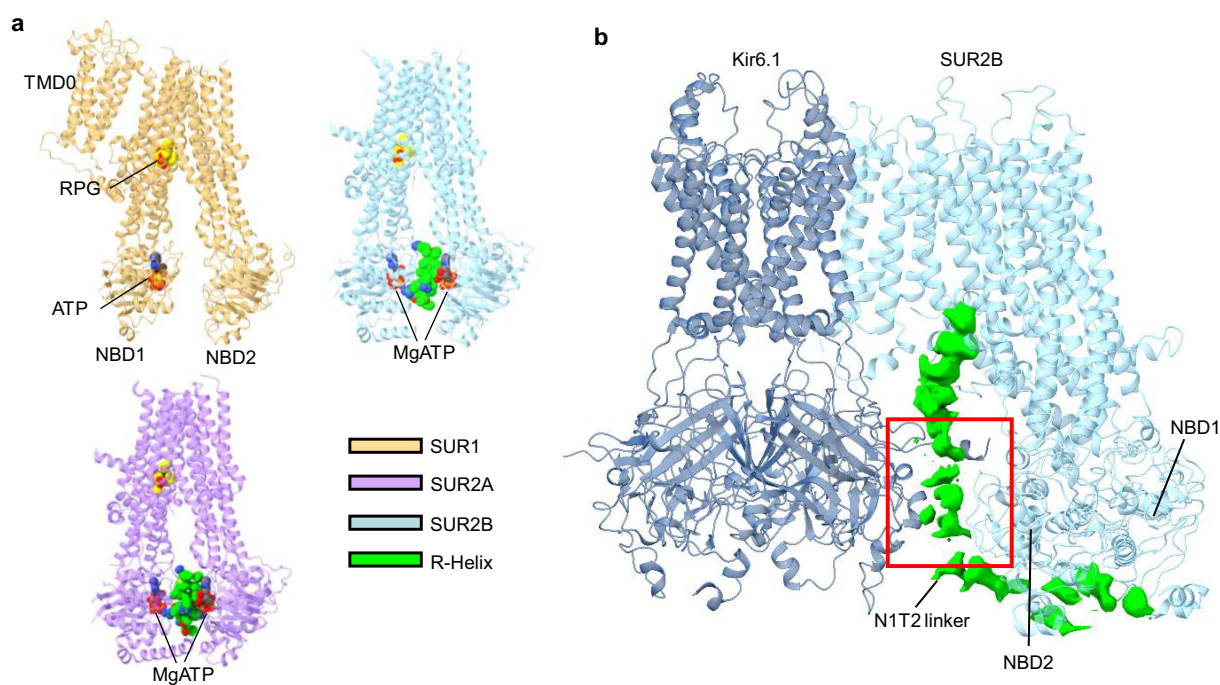 a
TMD0
RPG
ATP
NBD1
NBD2
MgATP
MgATP
SUR1
SUR2A
SUR2B
R-Helix
b
Kir6.1
SUR2B
NBD1
N1T2 linker
NBD2